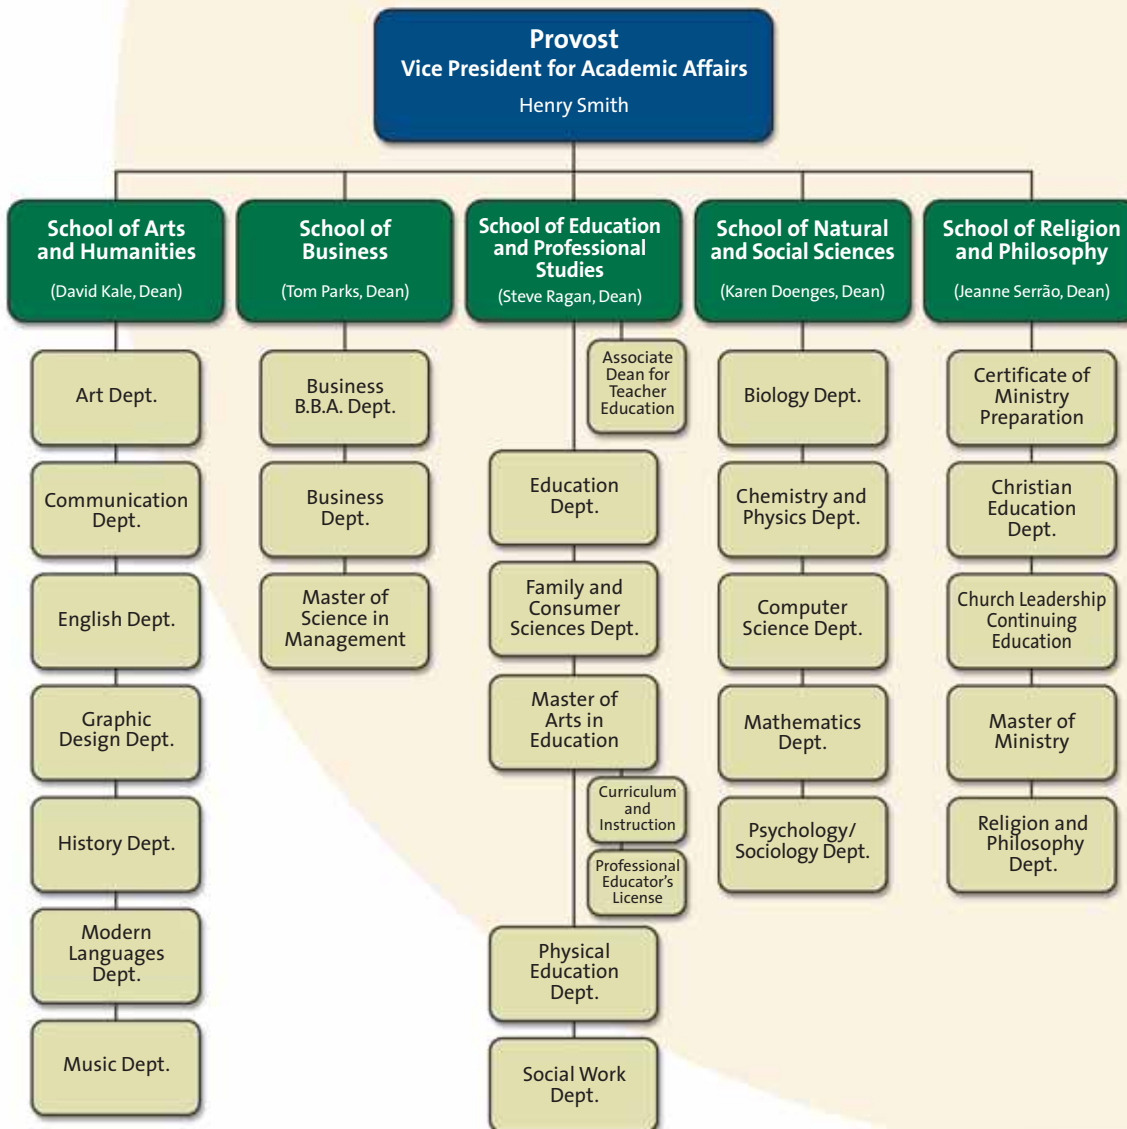 Provost
Vice President for Academic Affairs
Henry Smith
School of Arts
and Humanities
(David Kale, Dean)
Art Dept.
Communication
Dept.
English Dept.
Graphic
Design Dept.
History Dept.
Modern
Languages
Dept.
Music Dept.
School of
Business
(Tom Parks, Dean)
Business
B.B.A. Dept.
Business
Dept.
Master of
Science in
Management
School of Education
and Professional
Studies
(Steve Ragan, Dean)
Associate
Dean for
Teacher
Education
Education
Dept.
Family and
Consumer
Sciences Dept.
Master of
Arts in
Education
Curriculum
and
Instruction
Professional
Educator's
License
Physical
Education
Dept.
Social Work
Dept.
School of Natural
and Social Sciences
(Karen Doenges, Dean)
Biology Dept.
Chemistry and
Physics Dept.
Computer
Science Dept.
Mathematics
Dept.
Psychology/
Sociology Dept.
School of Religion
and Philosophy
(Jeanne Serrão, Dean)
Certificate of
Ministry
Preparation
Christian
Education
Dept.
Church Leadership
Continuing
Education
Master of
Ministry
Religion and
Philosophy
Dept.